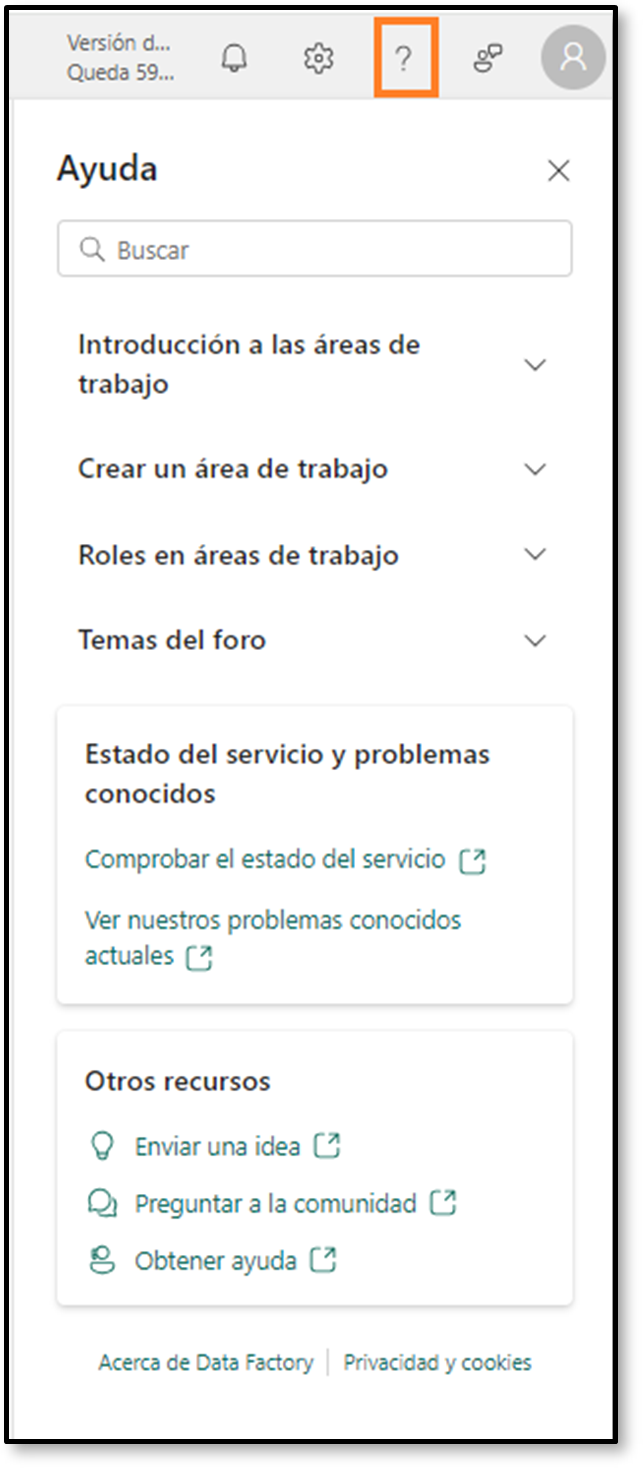 Versión d...
Queda 59...
?
Ayuda
Buscar
Introducción a las áreas de
trabajo
Crear un área de trabajo
Roles en áreas de trabajo
Temas del foro
Estado del servicio y problemas
conocidos
Comprobar el estado del servicio
Ver nuestros problemas conocidos
actuales
Otros recursos
Enviar una idea
Preguntar a la comunidad
Obtener ayuda
Acerca de Data Factory | Privacidad y cookies